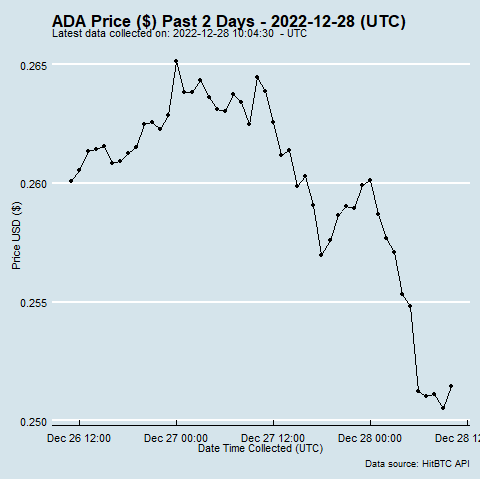 ADA Price ($) Past 2 Days - 2022-12-28 (UTC)
Latest data collected on: 2022-12-28 10:04:30 - UTC
0.265
0.260
0.255
0.250
Price USD ($)
Dec 26 12:00 Dec 27 00:00 Dec 27 12:00 Dec 28 00:00 Dec 28 12
Date Time Collected (UTC)
Data source: HitBTC API